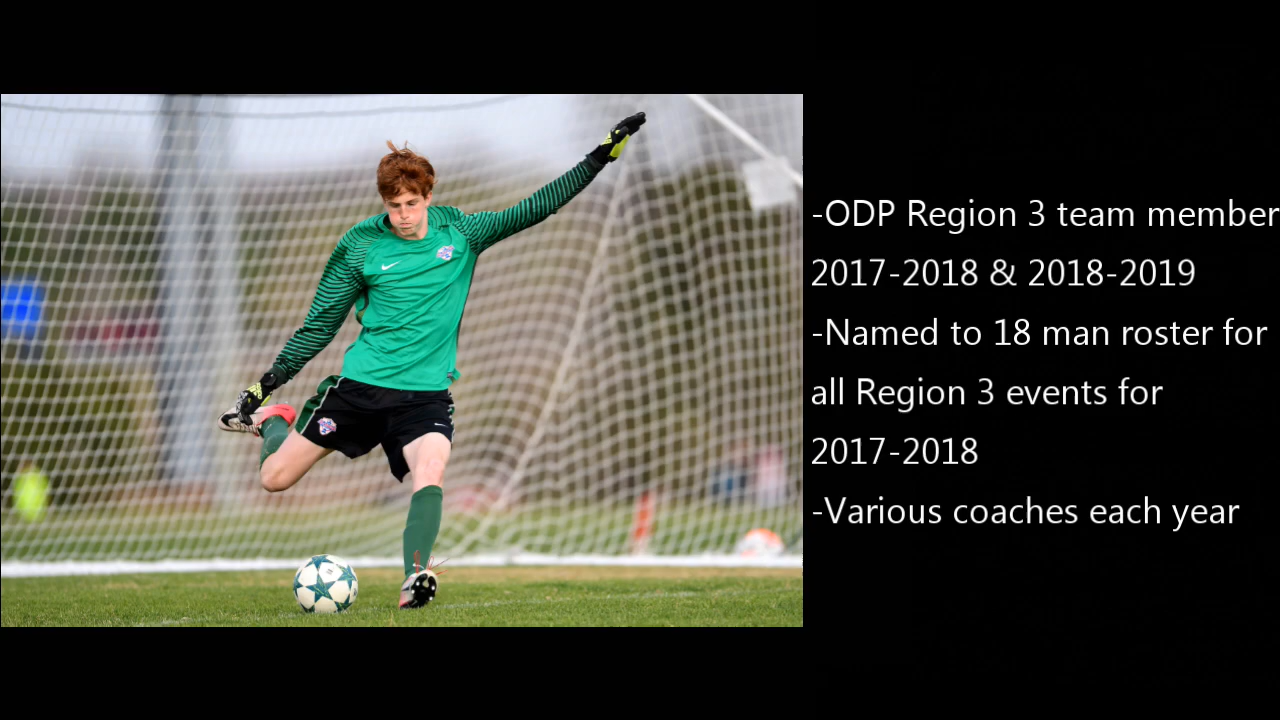 -ODP Region 3 team member
2017-2018 & 2018-2019
-Named to 18 man roster for
all Region 3 events for
2017-2018
-Various coaches each year